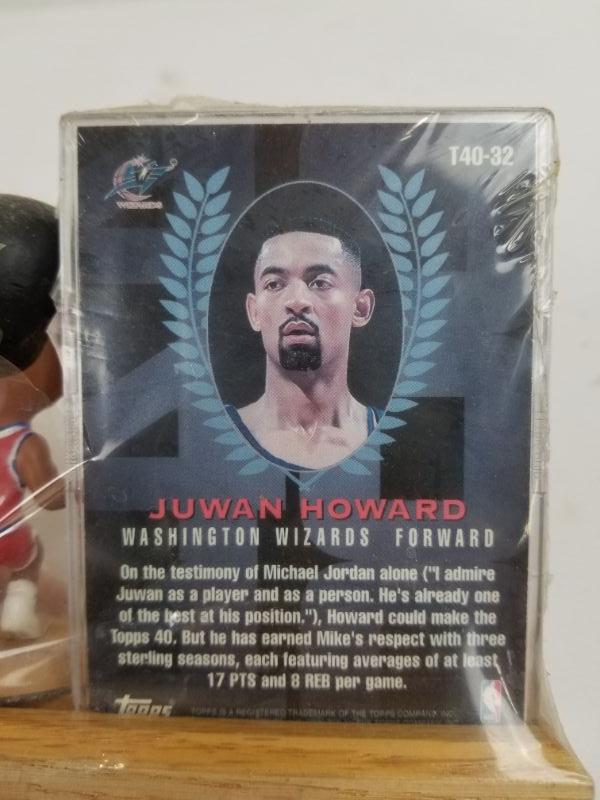 T40-32
WIZARDS
JUWAN HOWARD
WASHINGTON WIZARDS FORWARD
On the testimony of Michael Jordan alone ("I admire
Juwan as a player and as a person. He's already one
of the best at his position."), Howard could make the
Topps 40. But he has earned Mike's respect with three
sterling seasons, each featuring averages of at least
17 PTS and 8 REB per game.
Topps
TOPPS IS A REGISTERED TRADEMARK OF THE TOPPS COMPANY, INC.